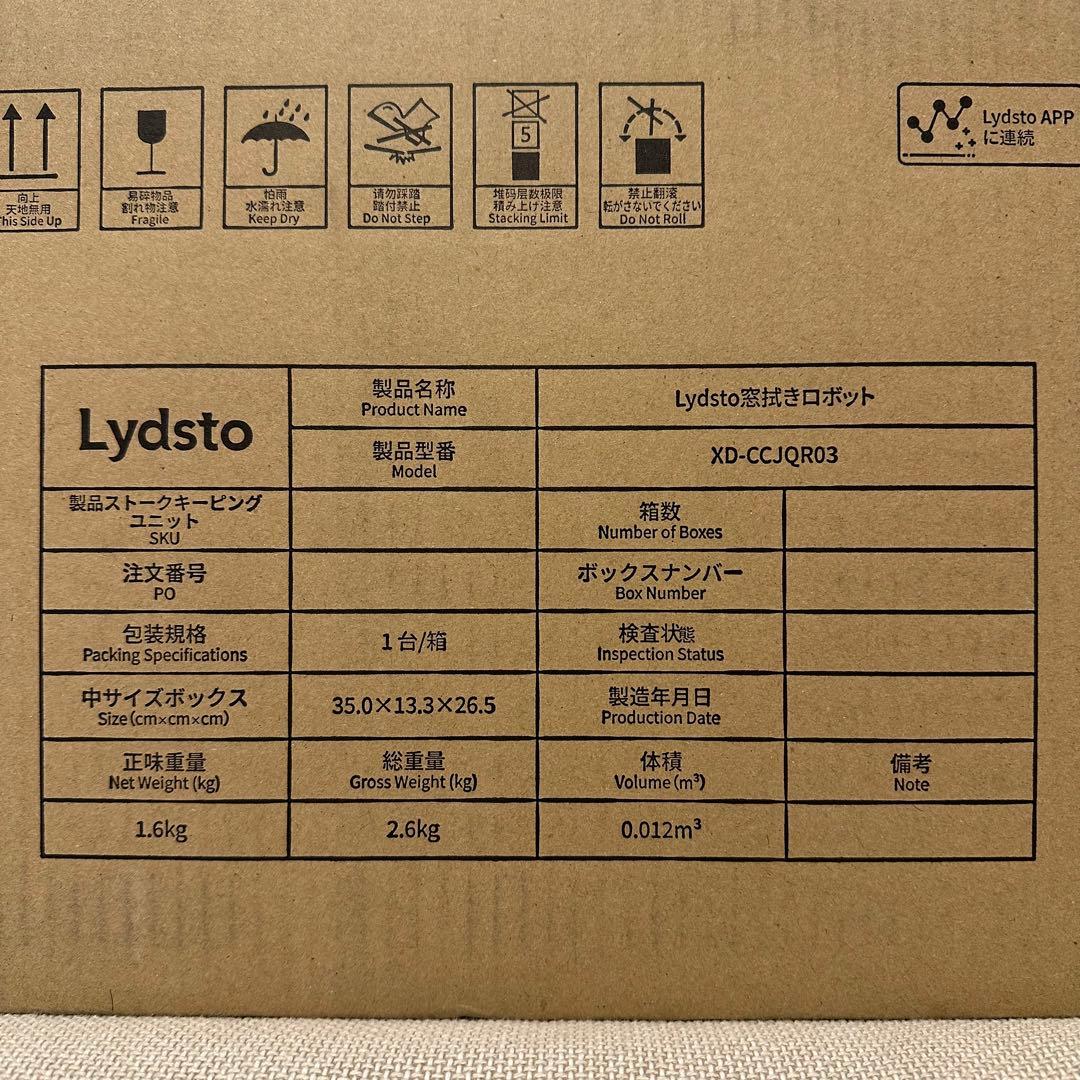 向上
天地無用
This Side Up
易碎物品
割れ物注意
Fragile
怕雨
水濡れ注意
Keep Dry
请勿踩踏
踏付禁止
Do Not Step
5
堆码层数极限
積み上げ注意
Stacking Limit
禁止翻滚
転がさないでください
Do Not Roll
Lydsto APP
に連続
Lydsto
製品名称
Product Name
Lydsto窓拭きロボット
製品型番
Model
XD-CCJQR03
製品ストークキーピング
ユニット
SKU
箱数
Number of Boxes
注文番号
PO
ボックスナンバー
Box Number
包装規格
Packing Specifications
1 台/箱
検査状態
Inspection Status
中サイズボックス
Size(cm×cm×cm)
35.0×13.3×26.5
製造年月日
Production Date
正味重量
Net Weight (kg)
総重量
Gross Weight (kg)
体積
Volume (m³)
備考
Note
1.6kg
2.6kg
0.012m³